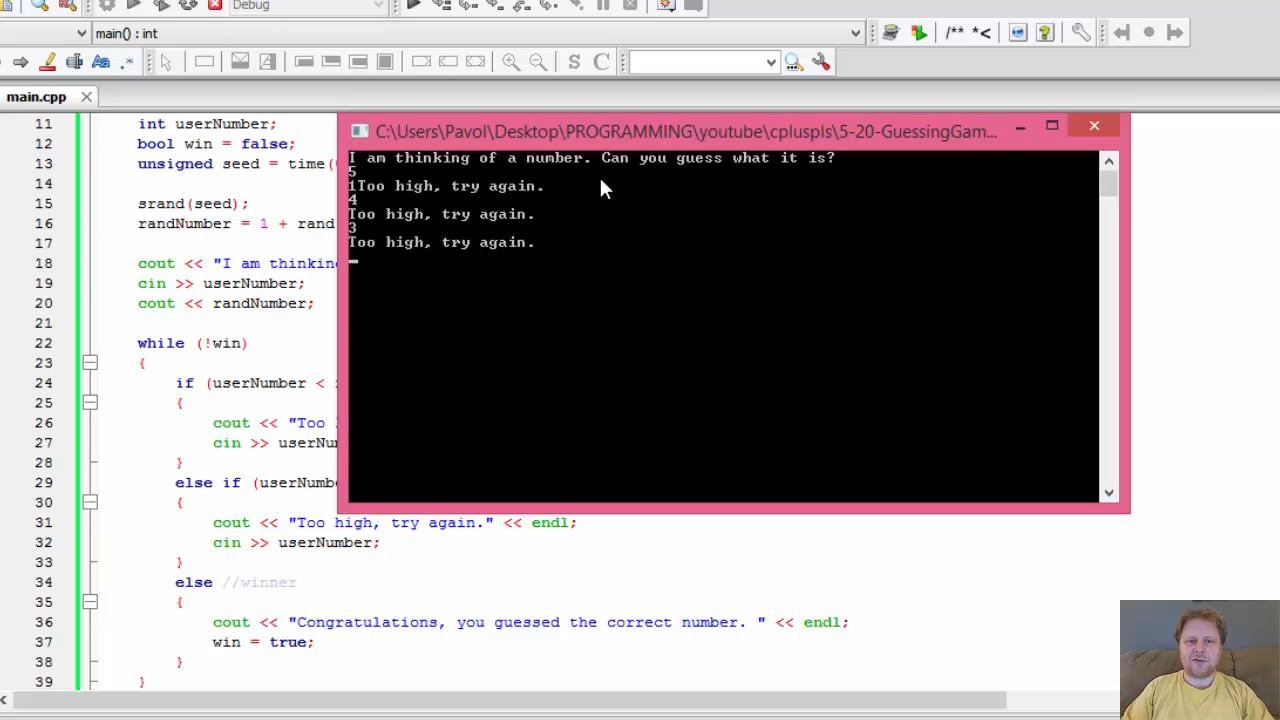 Debug
main() : int
/** *<
S C
main.cpp
C:\Users\Pavol\Desktop\PROGRAMMING\youtube\cpluspls\5-20-GuessingGam...
I am thinking of a number. Can you guess what it is?
5
1Too high, try again.
4
Too high, try again.
3
Too high, try again.
11 int userNumber;
12 bool win = false;
13 unsigned seed = time(
14
15 srand(seed);
16 randNumber = 1 + rand
17
18 cout << "I am thinkin
19 cin >> userNumber;
20 cout << randNumber;
21
22 while (!win)
23 {
24 if (userNumber <
25 {
26 cout << "Too
27 cin >> userNu
28 }
29 else if (userNumb
30 {
31 cout << "Too high, try again." << endl;
32 cin >> userNumber;
33 }
34 else //winner
35 {
36 cout << "Congratulations, you guessed the correct number. " << endl;
37 win = true;
38 }
39 }